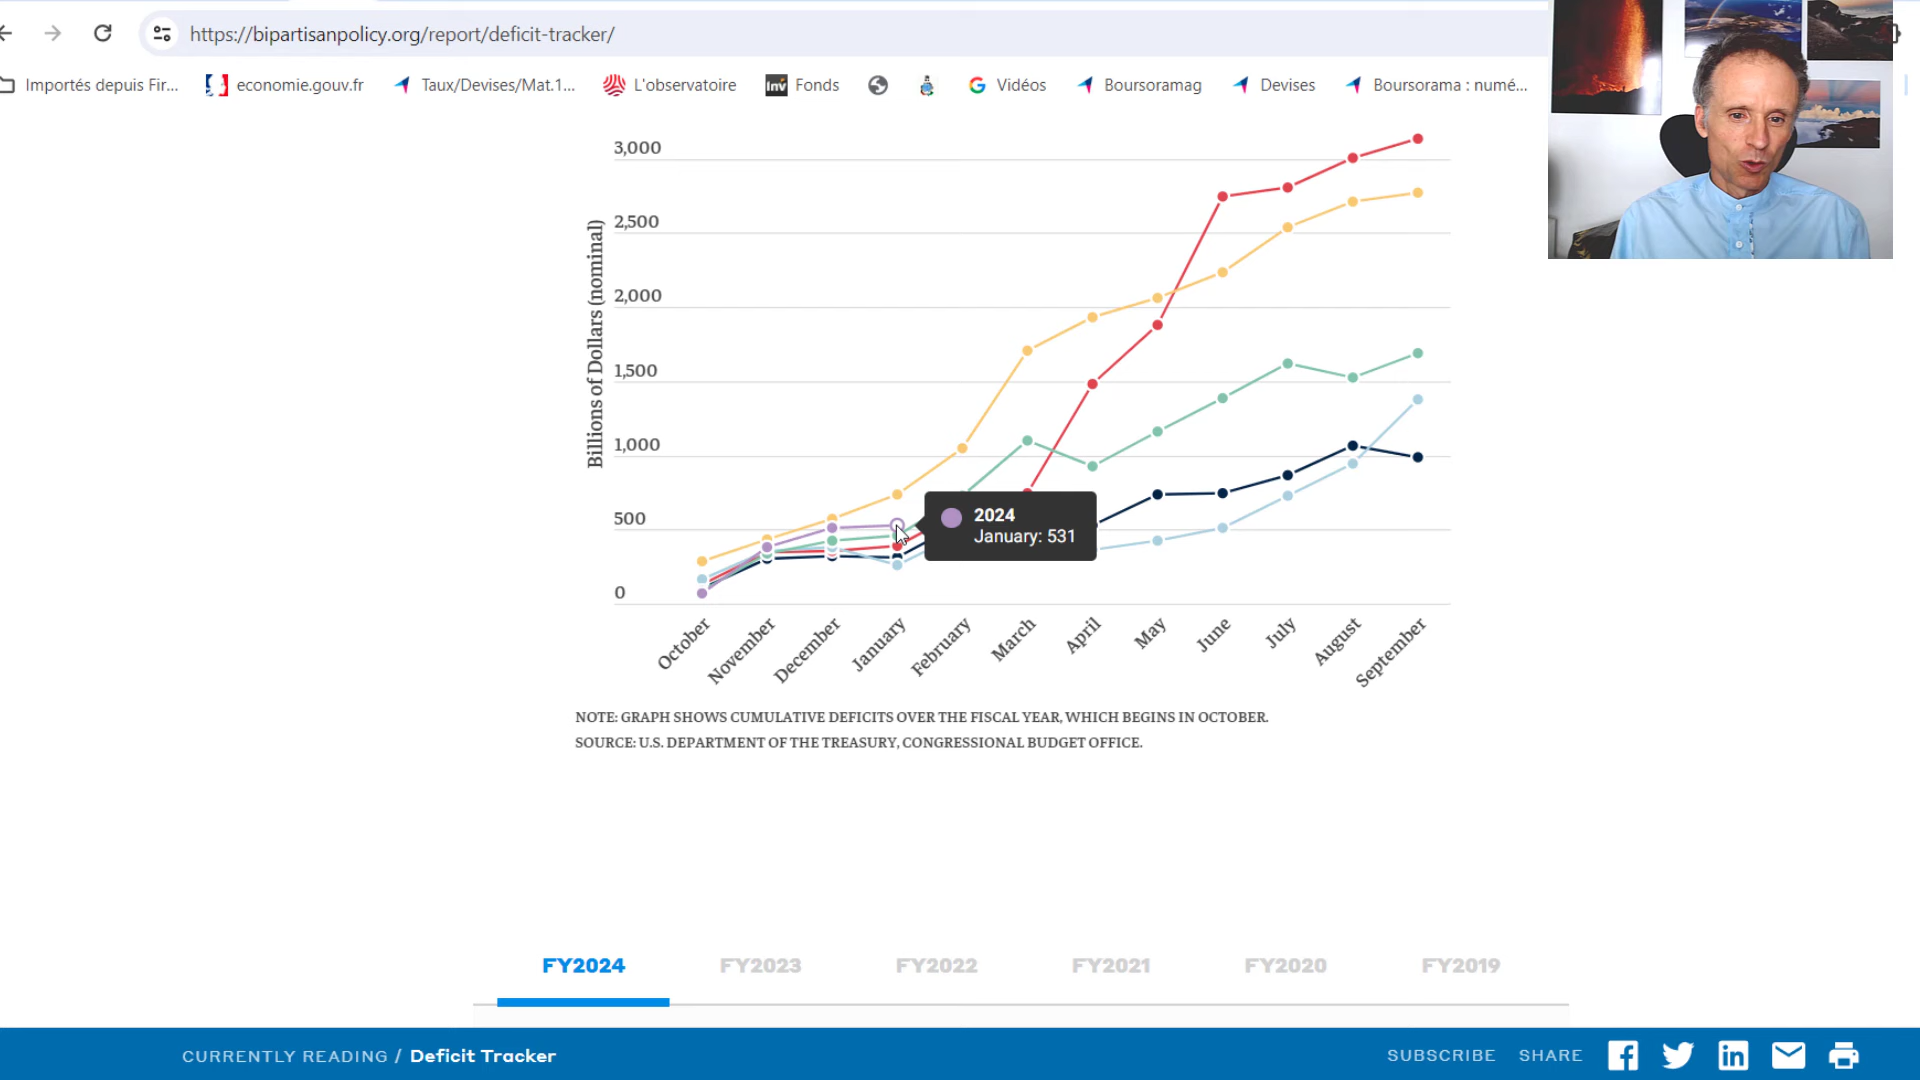 https://bipartisanpolicy.org/report/deficit-tracker/
Importés depuis Fir...
economie.gouv.fr
Taux/Devises/Mat.1...
L'observatoire
Inv
Fonds
Vidéos
Boursoramag
Devises
Boursorama : numé...
Billions of Dollars (nominal)
3,000
2,500
2,000
1,500
1,000
500
0
2024
January: 531
October
November
December
January
February
March
April
May
June
July
August
September
NOTE: GRAPH SHOWS CUMULATIVE DEFICITS OVER THE FISCAL YEAR, WHICH BEGINS IN OCTOBER.
SOURCE: U.S. DEPARTMENT OF THE TREASURY, CONGRESSIONAL BUDGET OFFICE.
FY2024
FY2023
FY2022
FY2021
FY2020
FY2019
CURRENTLY READING / Deficit Tracker
SUBSCRIBE
SHARE